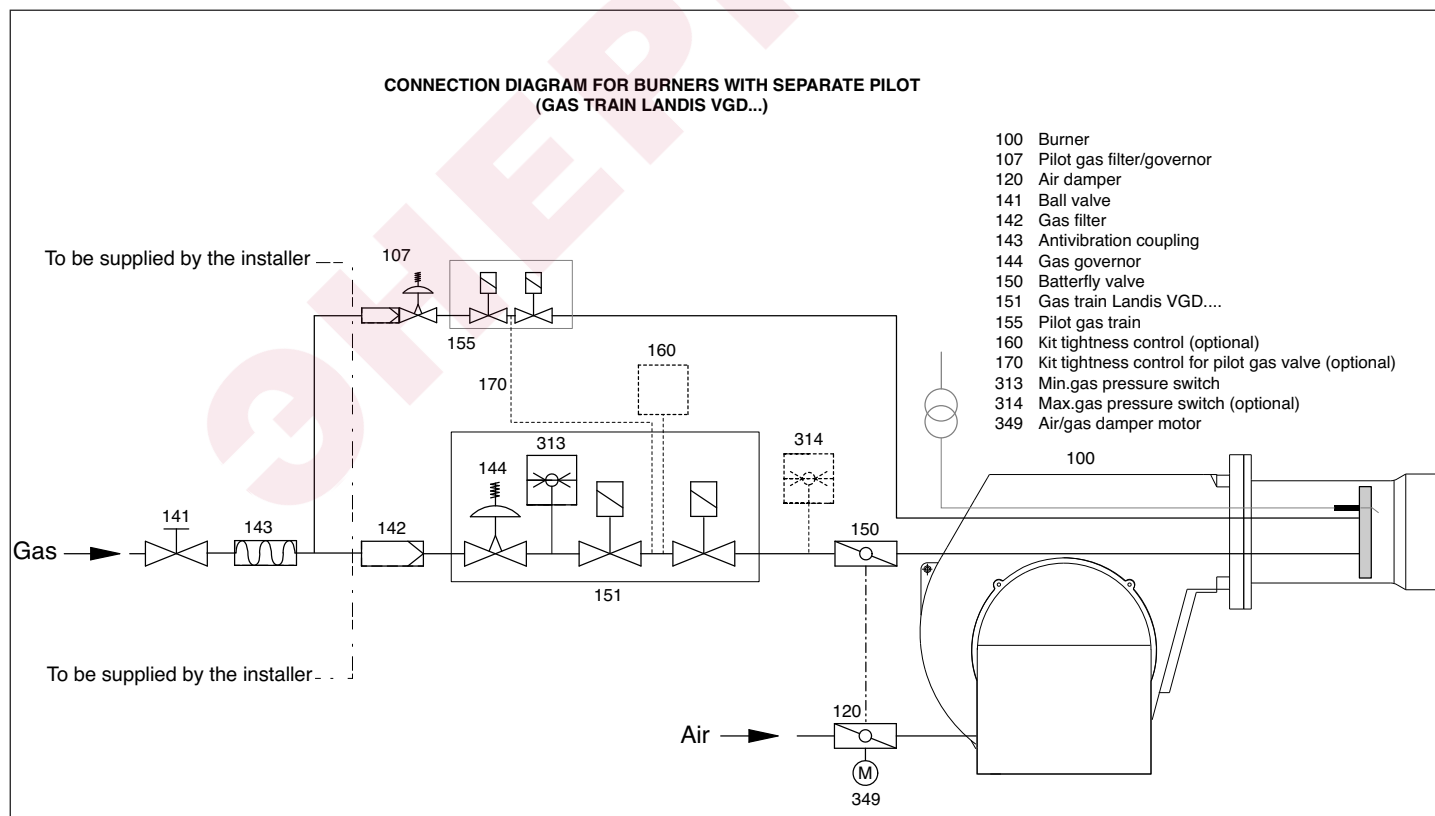 ЭНЕР
CONNECTION DIAGRAM FOR BURNERS WITH SEPARATE PILOT
(GAS TRAIN LANDIS VGD...)
100 Burner
107 Pilot gas filter/governor
120 Air damper
141 Ball valve
142 Gas filter
143 Antivibration coupling
144 Gas governor
150 Batterfly valve
151 Gas train Landis VGD....
155 Pilot gas train
160 Kit tightness control (optional)
170 Kit tightness control for pilot gas valve (optional)
313 Min.gas pressure switch
314 Max.gas pressure switch (optional)
349 Air/gas damper motor
To be supplied by the installer
107
155
170
160
313
314
100
144
141
143
142
150
Gas
151
To be supplied by the installer
120
Air
M
349